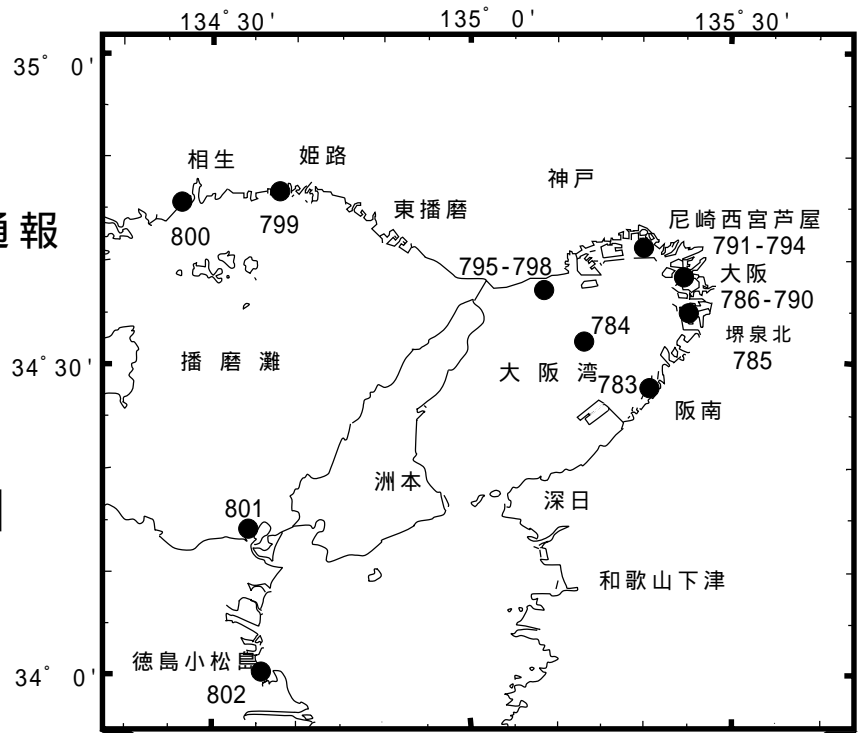 134° 30' 135° 0' 135° 30'
35° 0'
相生 姫路 神戸
800 799 東播磨 尼崎西宮芦屋
791-794
通報
795-798 大阪
786-790
784 堺泉北
785
34° 30' 播磨灘 大阪湾 783
阪南
洲本 深日
801
和歌山下津
徳島小松島
34° 0' 802